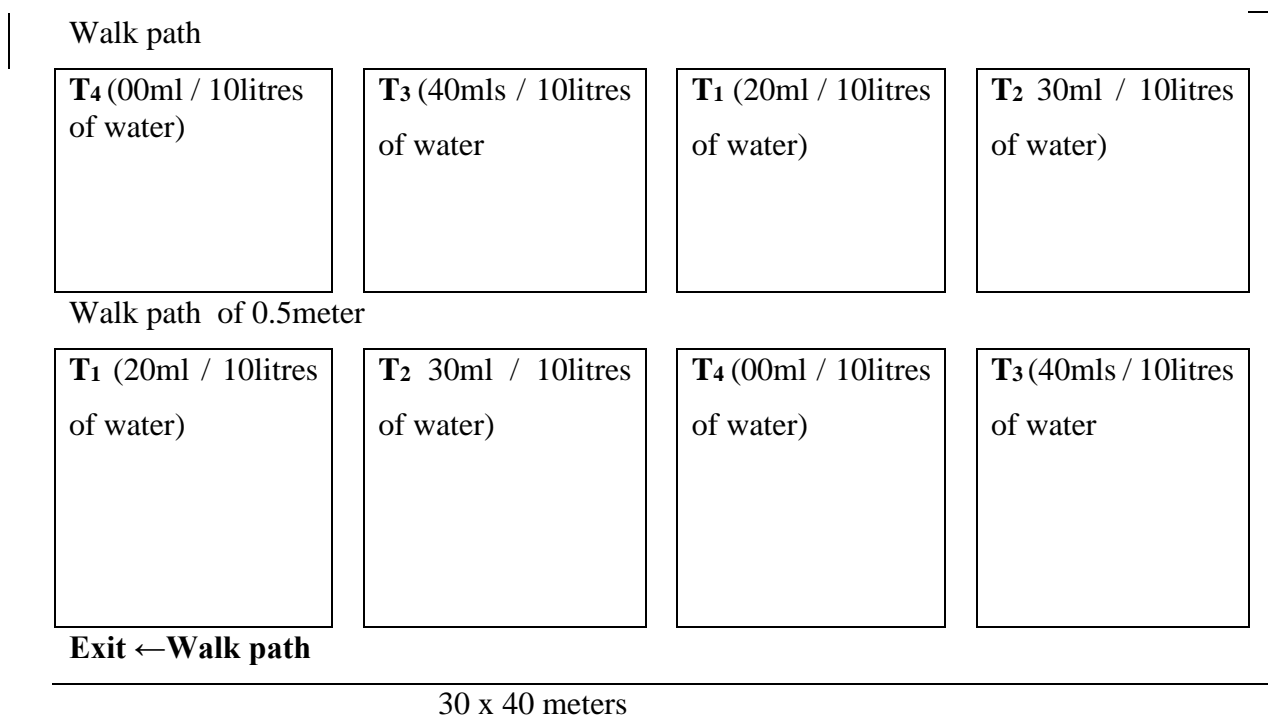 Walk path
T4 (00ml / 10litres
of water)
T3 (40mls / 10litres
of water
T1 (20ml / 10litres
of water)
T2 30ml / 10litres
of water)
Walk path of 0.5meter
T1 (20ml / 10litres
of water)
T2 30ml / 10litres
of water)
T4 (00ml / 10litres
of water)
T3 (40mls / 10litres
of water
Exit ←Walk path
30 x 40 meters